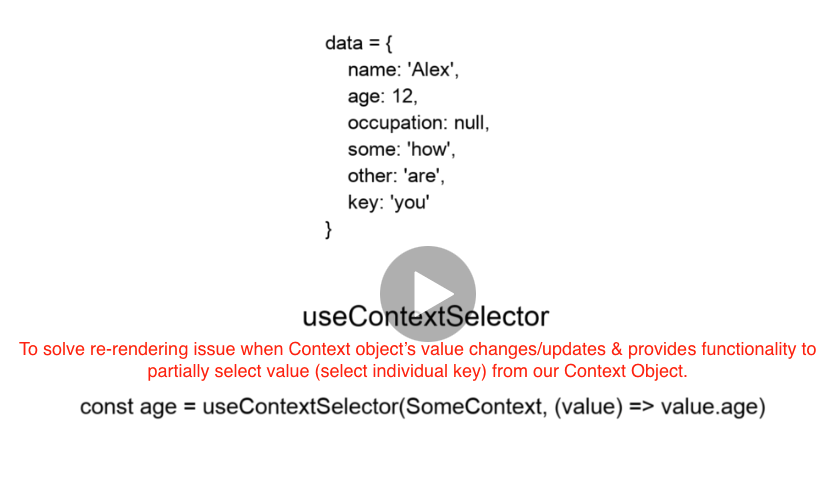 data = {
name: 'Alex',
age: 12,
occupation: null,
some: 'how',
other: 'are',
key: 'you'
}
useContextSelector
To solve re-rendering issue when Context object's value changes/updates & provides functionality to
partially select value (select individual key) from our Context Object.
const age = useContextSelector(SomeContext, (value) => value.age)